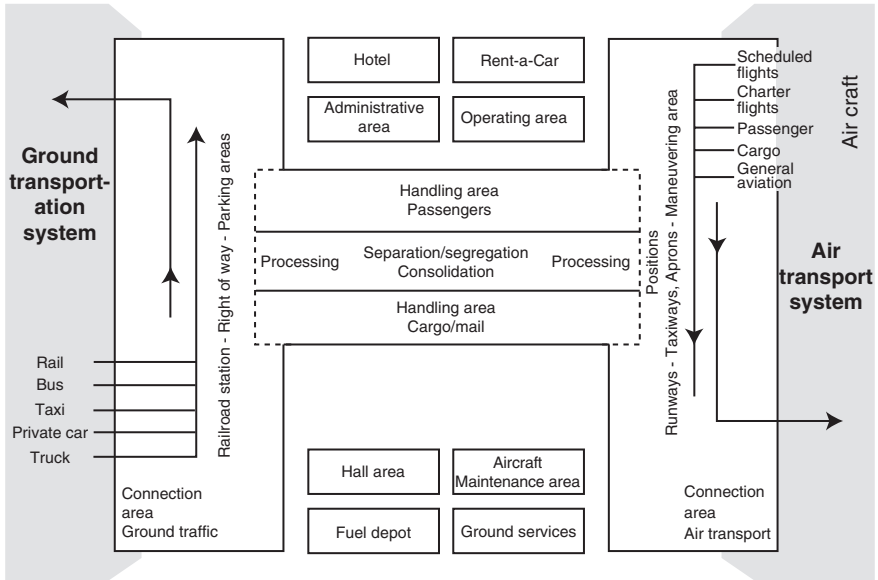 Hotel
Rent-a-Car
Administrative
area
Operating area
Ground
transport-
ation
system
Rail
Bus
Taxi
Private car
Truck
Railroad station - Right of way - Parking areas
Connection
area
Ground traffic
Handling area
Passengers
Processing
Separation/segregation
Consolidation
Processing
Handling area
Cargo/mail
Hall area
Aircraft
Maintenance area
Fuel depot
Ground services
Positions
Runways - Taxiways, Aprons - Maneuvering area
Scheduled
flights
Charter
flights
Passenger
Cargo
General
aviation
Air craft
Air
transport
system
Connection
area
Air transport